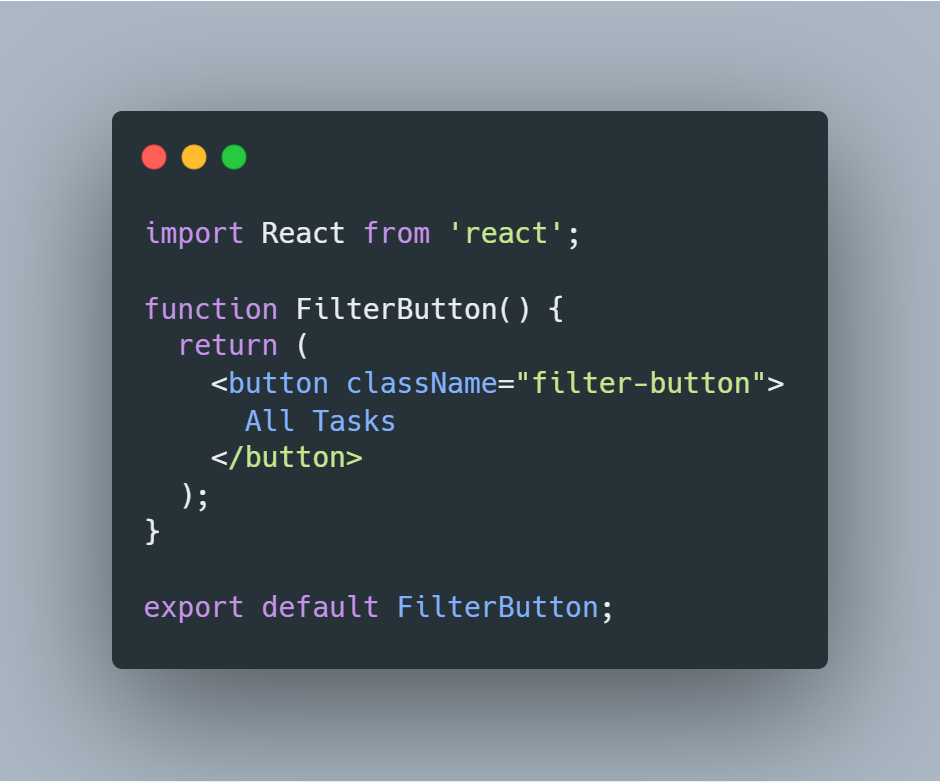 import React from 'react';

function FilterButton() {
  return (
    <button className="filter-button">
      All Tasks
    </button>
  );
}

export default FilterButton;